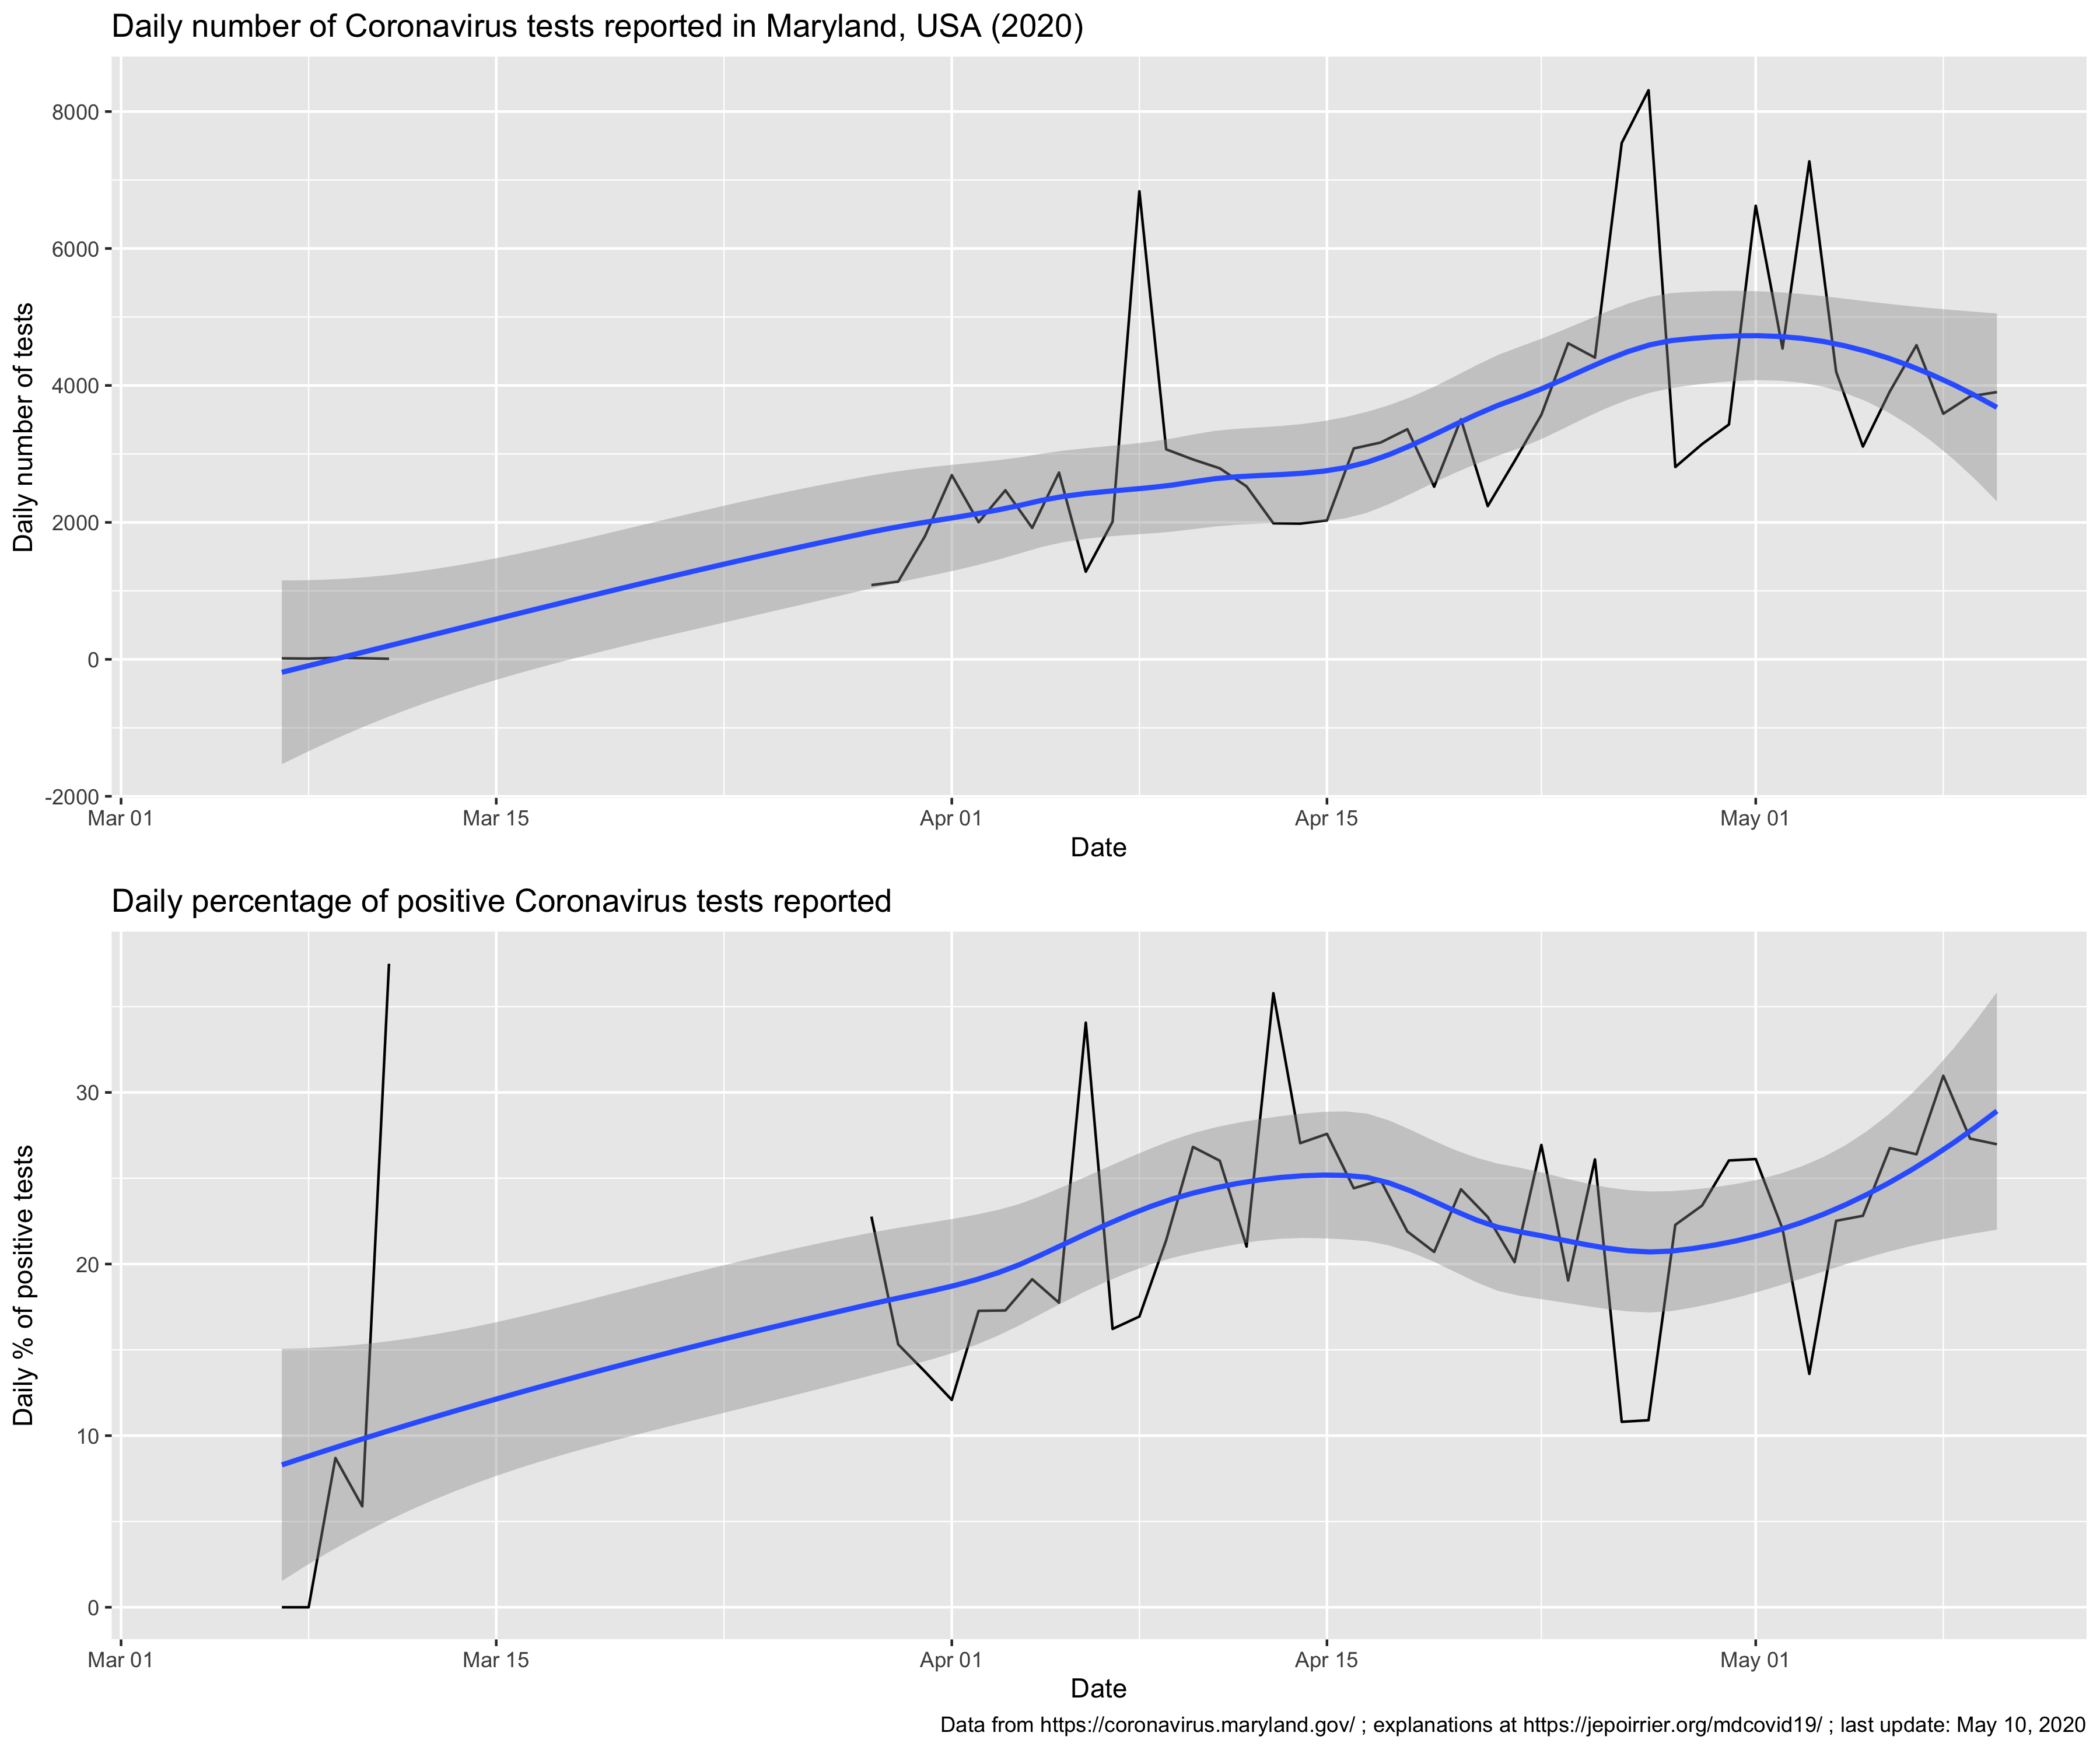 Daily number of Coronavirus tests reported in Maryland, USA (2020)
Daily number of tests
8000
6000
4000
2000
0
-2000
Mar 01 Mar 15 Apr 01 Apr 15 May 01
Date
Daily percentage of positive Coronavirus tests reported
Daily % of positive tests
30
20
10
0
Mar 01 Mar 15 Apr 01 Apr 15 May 01
Date
Data from https://coronavirus.maryland.gov/ ; explanations at https://jepoirrier.org/mdcovid19/ ; last update: May 10, 2020